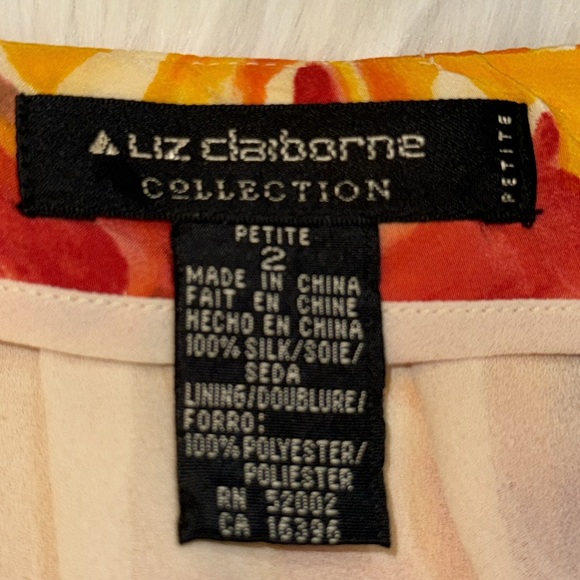 Liz claiborne
COLLECTION
PETITE
PETITE
2
MADE IN CHINA
FAIT EN CHINE
HECHO EN CHINA
100% SILK/SOIE/
SEDA
LINING/DOUBLURE/
FORRO:
100% POLYESTER/
POLIESTER
RN 52002
CA 16396